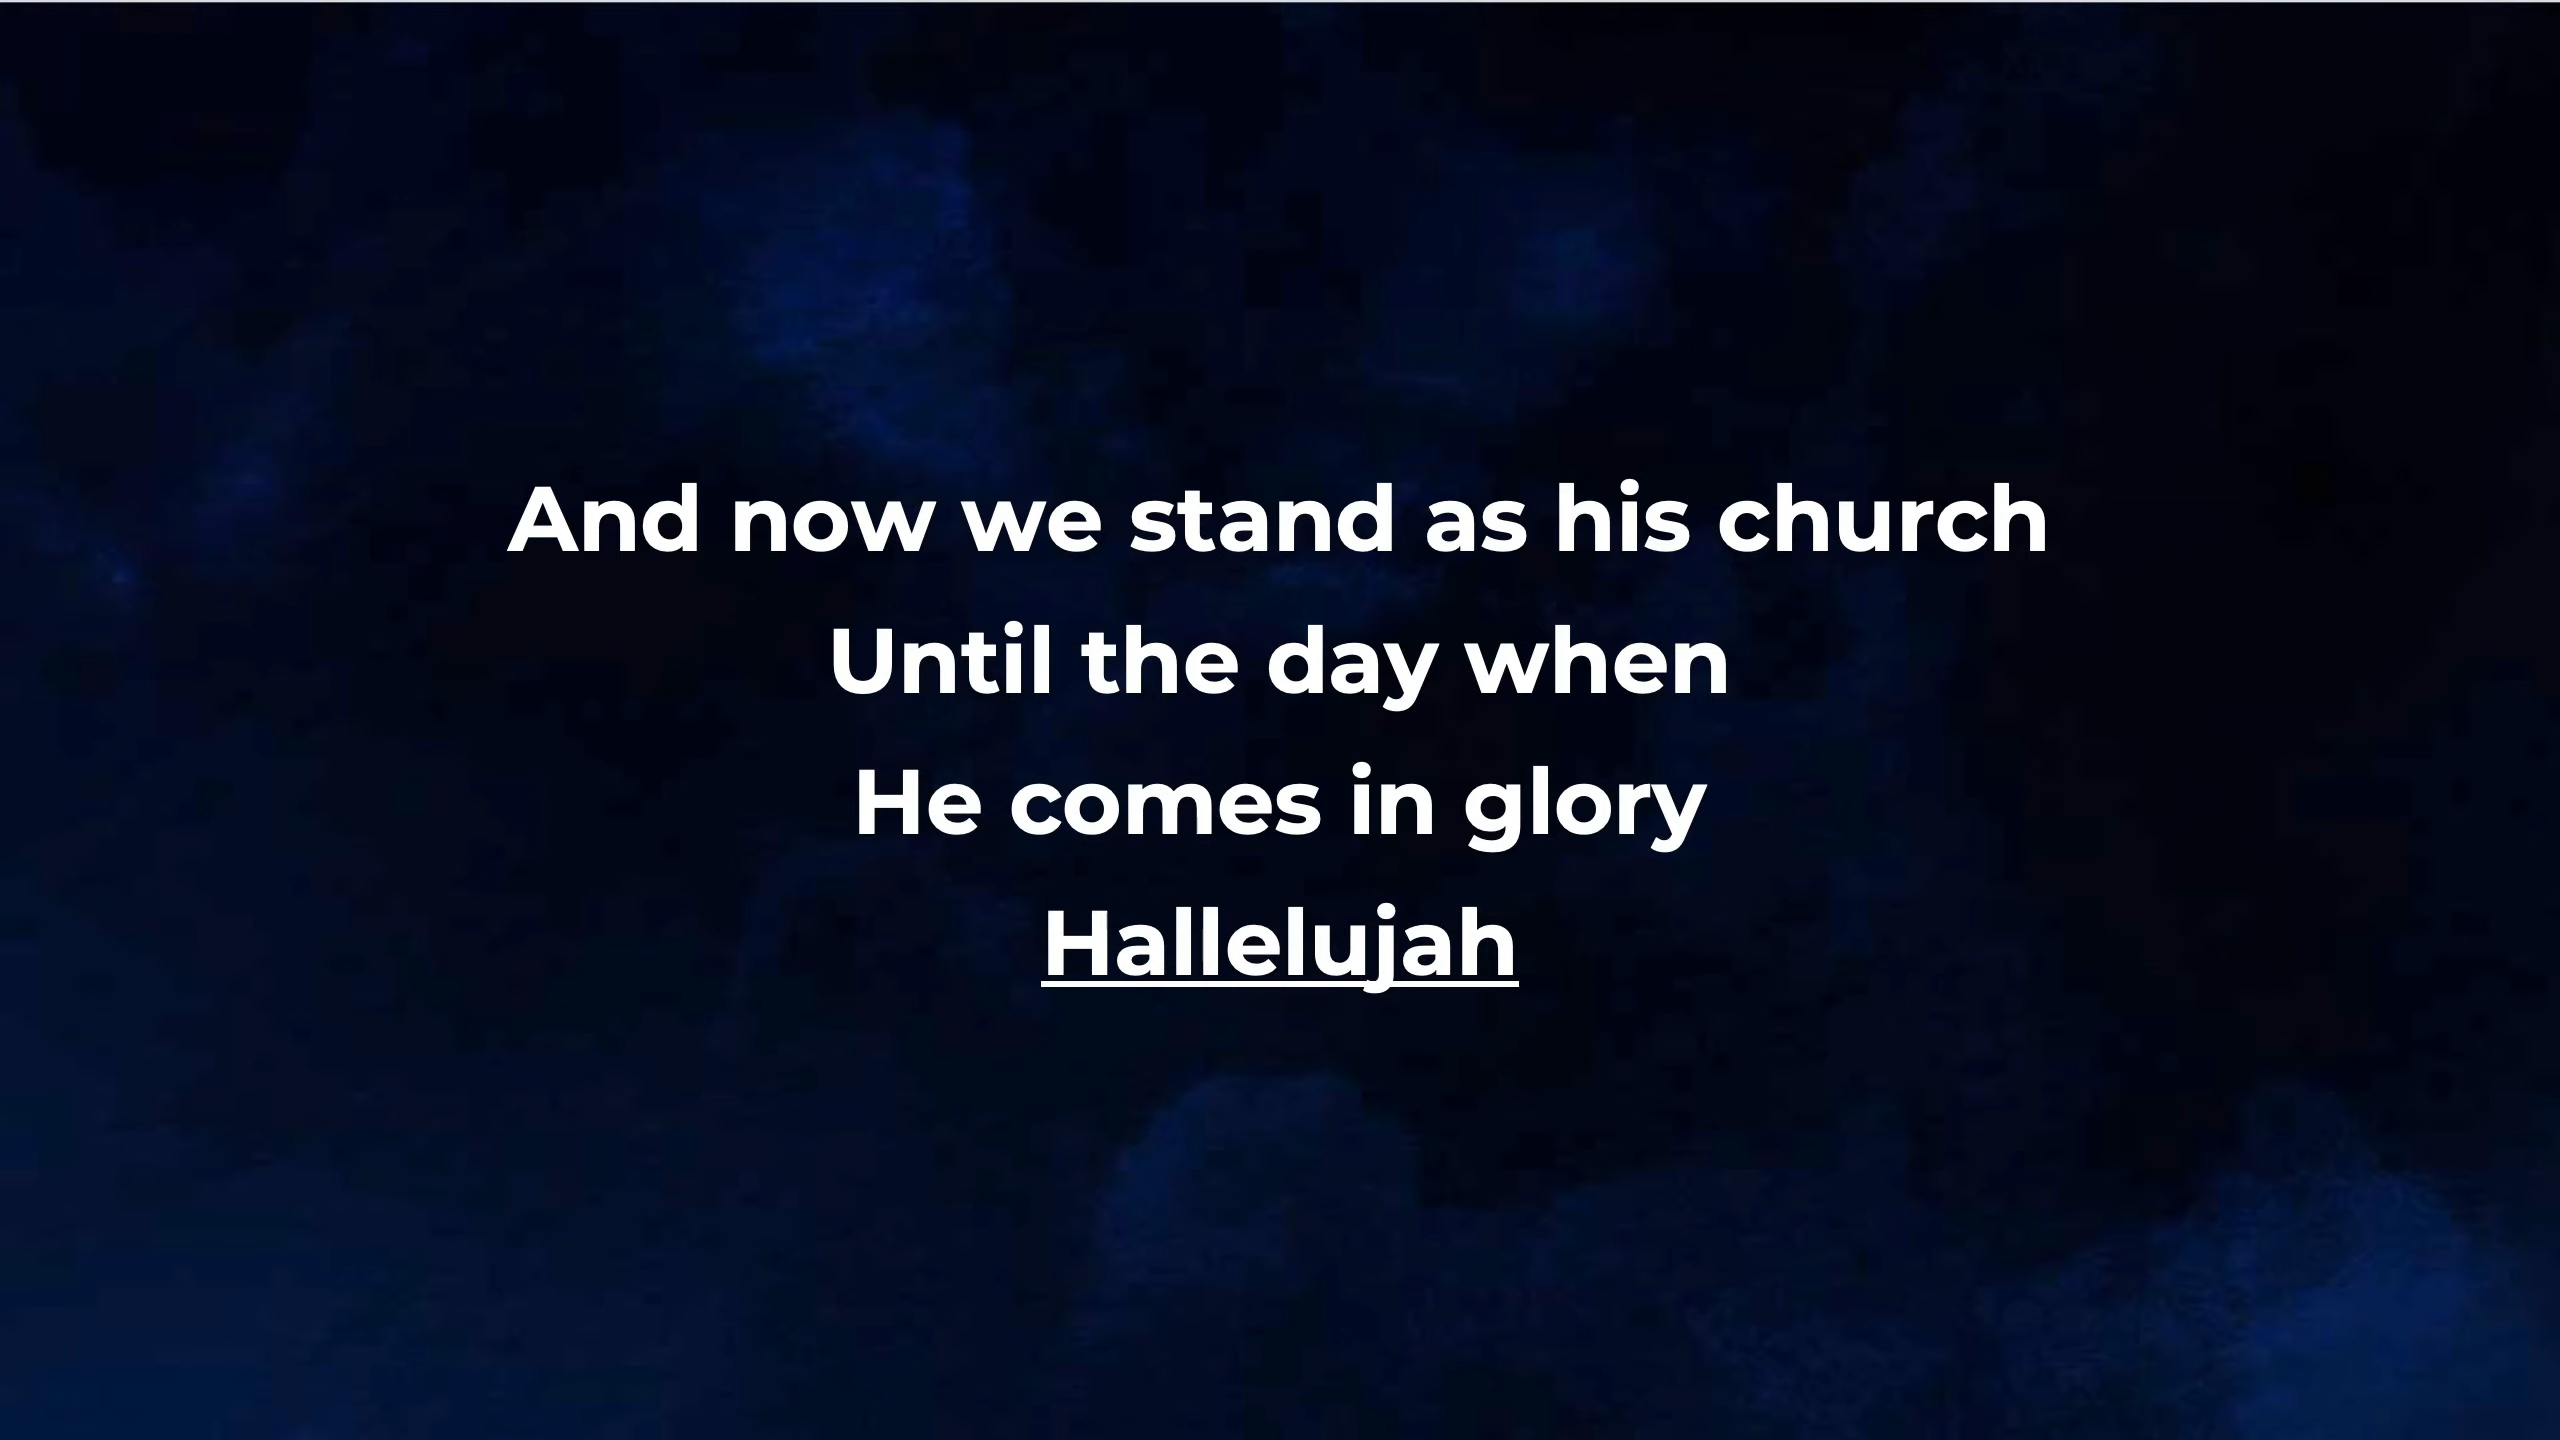 And now we stand as his church
Until the day when
He comes in glory
Hallelujah